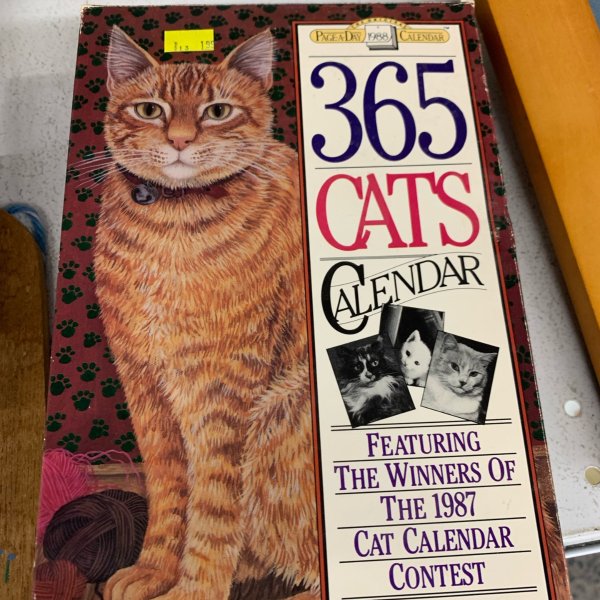 PAGE-A-DAY 1988 CALENDAR
365
CATS
CALENDAR
FEATURING
THE WINNERS OF
THE 1987
CAT CALENDAR
CONTEST